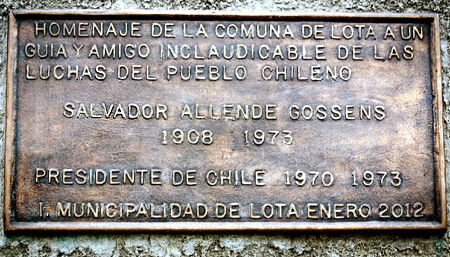 HOMENAJE DE LA COMUNA DE LOTA A UN
GUIA Y AMIGO INCLAUDICABLE DE LAS
LUCHAS DEL PUEBLO CHILENO
SALVADOR ALLENDE GOSSENS
1908 1973
PRESIDENTE DE CHILE 1970 1973
I. MUNICIPALIDAD DE LOTA ENERO 2012